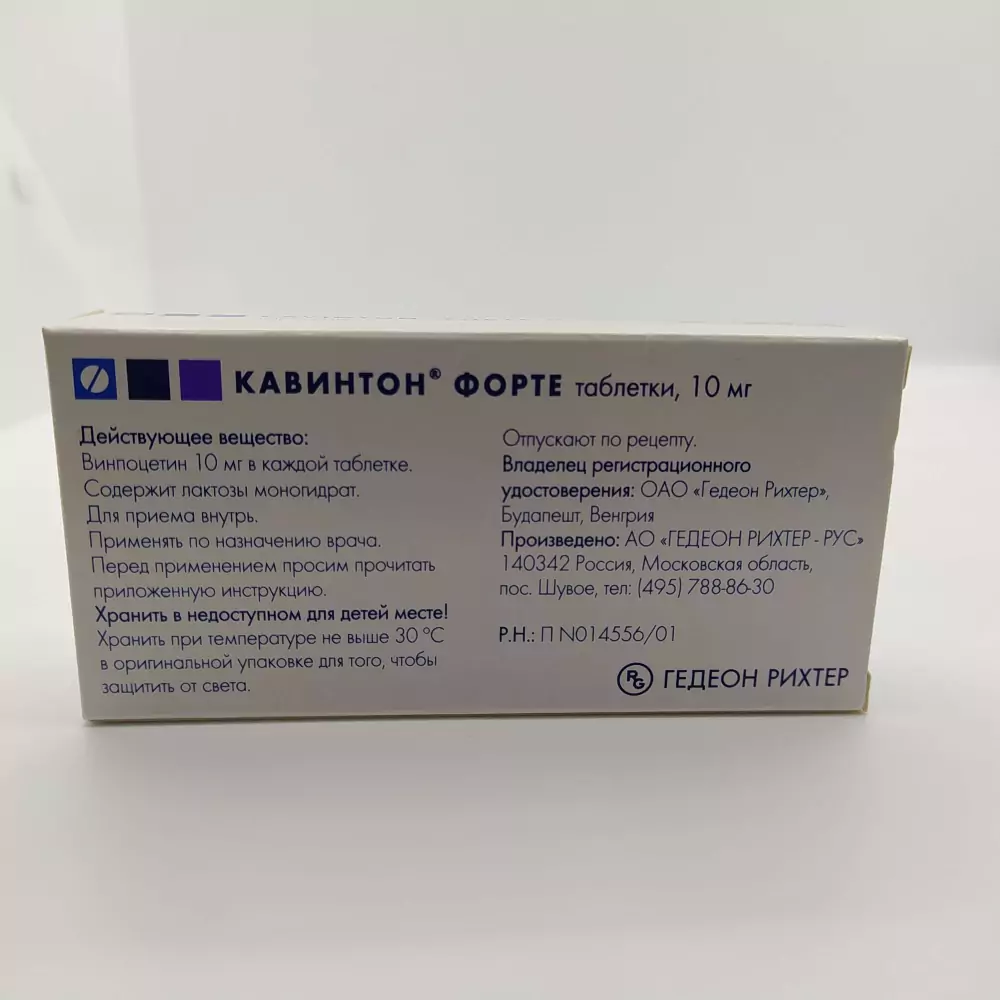 КАВИНТОН® ФОРТЕ таблетки, 10 мг
Действующее вещество:
Винпоцетин 10 мг в каждой таблетке.
Содержит лактозы моногидрат.
Для приема внутрь.
Применять по назначению врача.
Перед применением просим прочитать
приложенную инструкцию.
Хранить в недоступном для детей месте!
Хранить при температуре не выше 30 °C
в оригинальной упаковке для того, чтобы
защитить от света.
Отпускают по рецепту.
Владелец регистрационного
удостоверения: ОАО «Гедеон Рихтер»,
Будапешт, Венгрия
Произведено: АО «ГЕДЕОН РИХТЕР - РУС»
140342 Россия, Московская область,
пос. Шувое, тел: (495) 788-86-30
Р.Н.: П N014556/01
RG ГЕДЕОН РИХТЕР